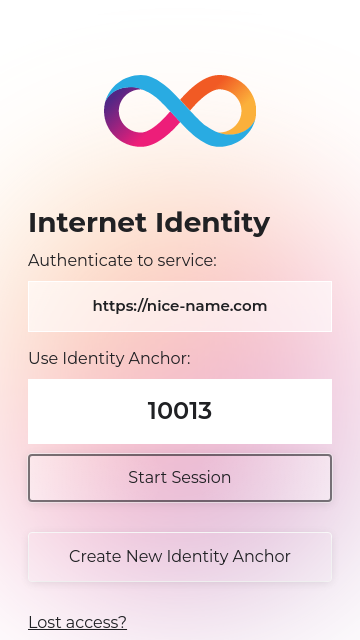 Internet Identity
Authenticate to service:
https://nice-name.com
Use Identity Anchor:
10013
Start Session
Create New Identity Anchor
Lost access?